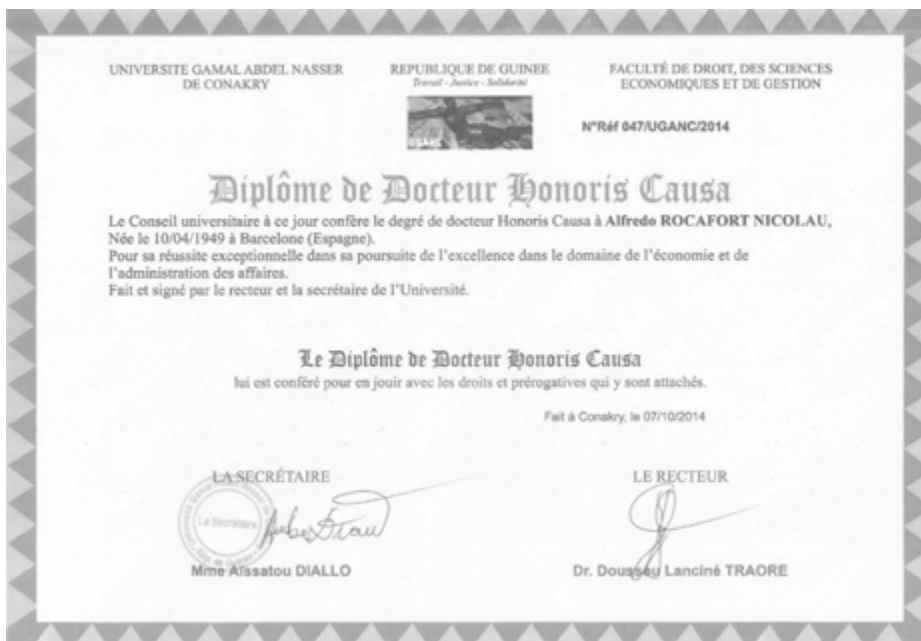 UNIVERSITE GAMAL ABDEL NASSER
DE CONAKRY
REPUBLIQUE DE GUINEE
Travail - Justice - Solidarité
UGANC
FACULTÉ DE DROIT, DES SCIENCES
ECONOMIQUES ET DE GESTION
N°Réf 047/UGANC/2014
Diplôme de Docteur Honoris Causa
Le Conseil universitaire à ce jour confère le degré de docteur Honoris Causa à Alfredo ROCAFORT NICOLAU,
Née le 10/04/1949 à Barcelone (Espagne).
Pour sa réussite exceptionnelle dans sa poursuite de l'excellence dans le domaine de l'économie et de
l'administration des affaires.
Fait et signé par le recteur et la secrétaire de l'Université.
Le Diplôme de Docteur Honoris Causa
lui est conféré pour en jouir avec les droits et prérogatives qui y sont attachés.
Fait à Conakry, le 07/10/2014
LA SECRÉTAIRE
La Secrétaire
Mme Aïssatou DIALLO
LE RECTEUR
Dr. Doussou Lanciné TRAORE